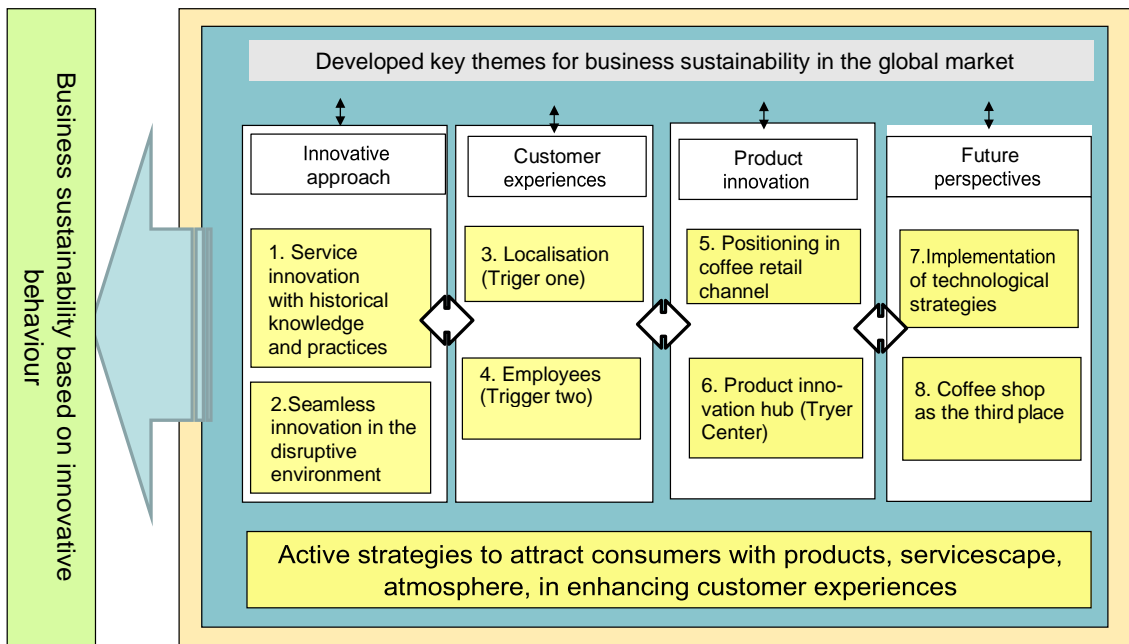 Business sustainability based on innovative
behaviour
Developed key themes for business sustainability in the global market
Innovative
approach
1. Service
innovation
with historical
knowledge
and practices
2.Seamless
innovation in the
disruptive
environment
Customer
experiences
3. Localisation
(Triger one)
4. Employees
(Trigger two)
Product
innovation
5. Positioning in
coffee retail
channel
6. Product inno-
vation hub (Tryer
Center)
Future
perspectives
7.Implementation
of technological
strategies
8. Coffee shop
as the third place
Active strategies to attract consumers with products, servicescape,
atmosphere, in enhancing customer experiences